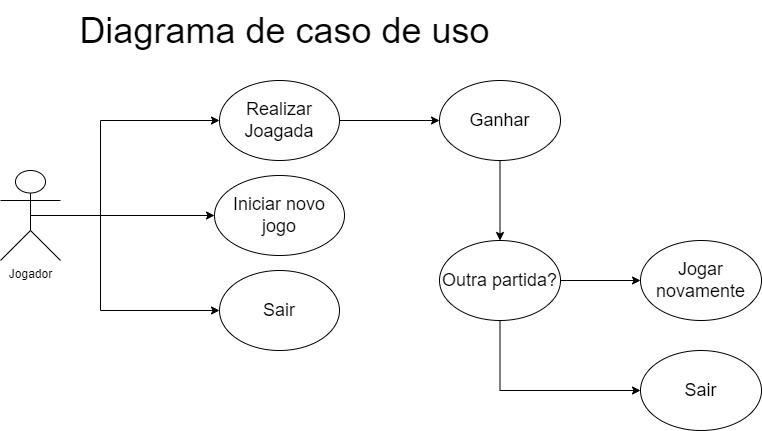 Diagrama de caso de uso
Realizar
Joagada
Ganhar
Iniciar novo
jogo
Jogador
Sair
Outra partida?
Jogar
novamente
Sair